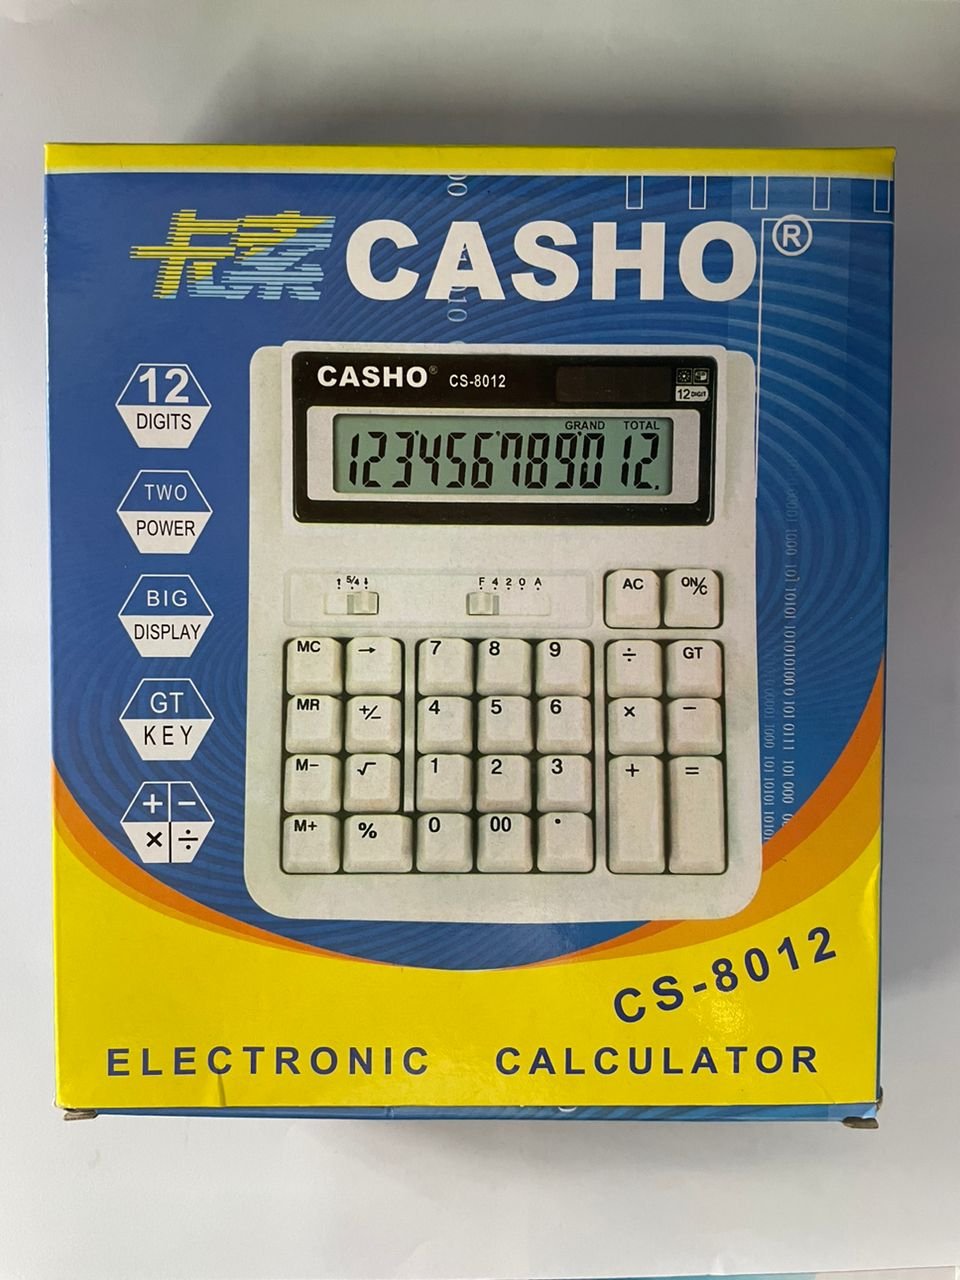 CASHO®
CASHO® CS-8012
12 DIGIT
GRAND TOTAL
123456789012.
12
DIGITS
TWO
POWER
BIG
DISPLAY
GT
KEY
+ −
× ÷
↑ 5/4 ↓
F 4 2 0 A
AC ON/C
MC → 7 8 9 ÷ GT
MR +/− 4 5 6 × −
M− √ 1 2 3 + =
M+ % 0 00 •
CS-8012
ELECTRONIC CALCULATOR